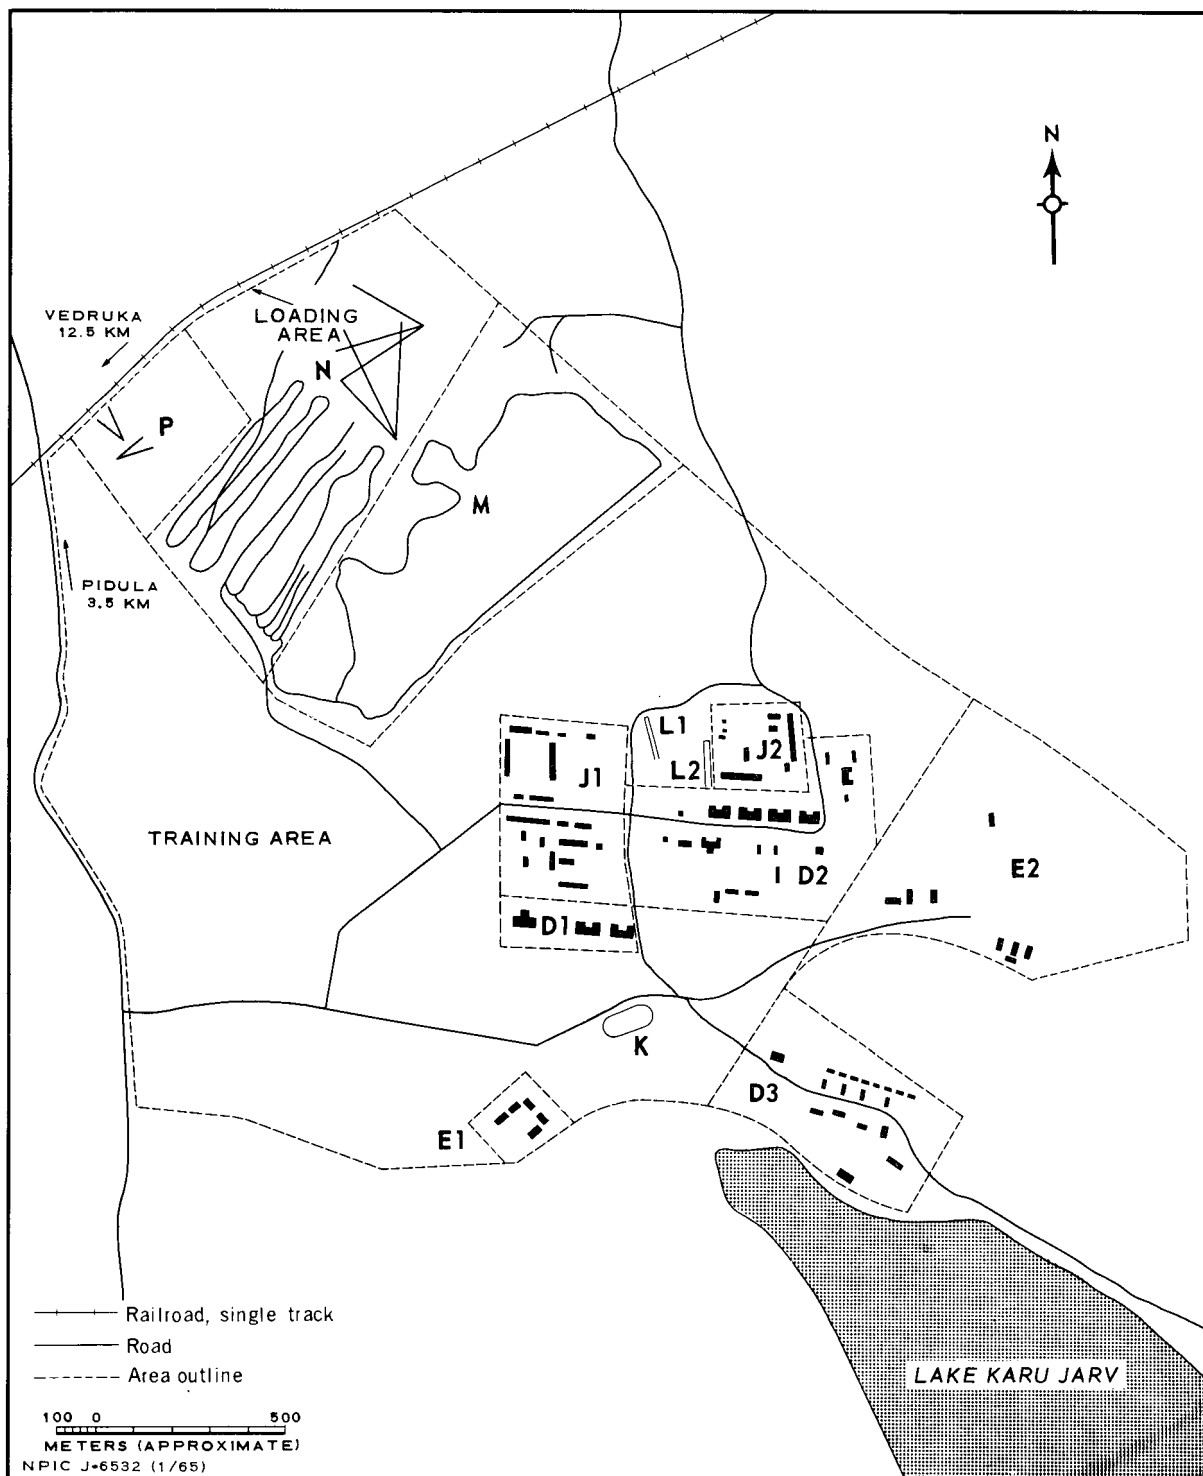 N
VEDRUKA
12.5 KM
LOADING
AREA
N
P
M
PIDULA
3.5 KM
L1
J2
L2
J1
TRAINING AREA
D2
E2
D1
K
D3
E1
Railroad, single track
Road
Area outline
LAKE KARU JARV
100 0 500
METERS (APPROXIMATE)
NPIC J-6532 (1/65)